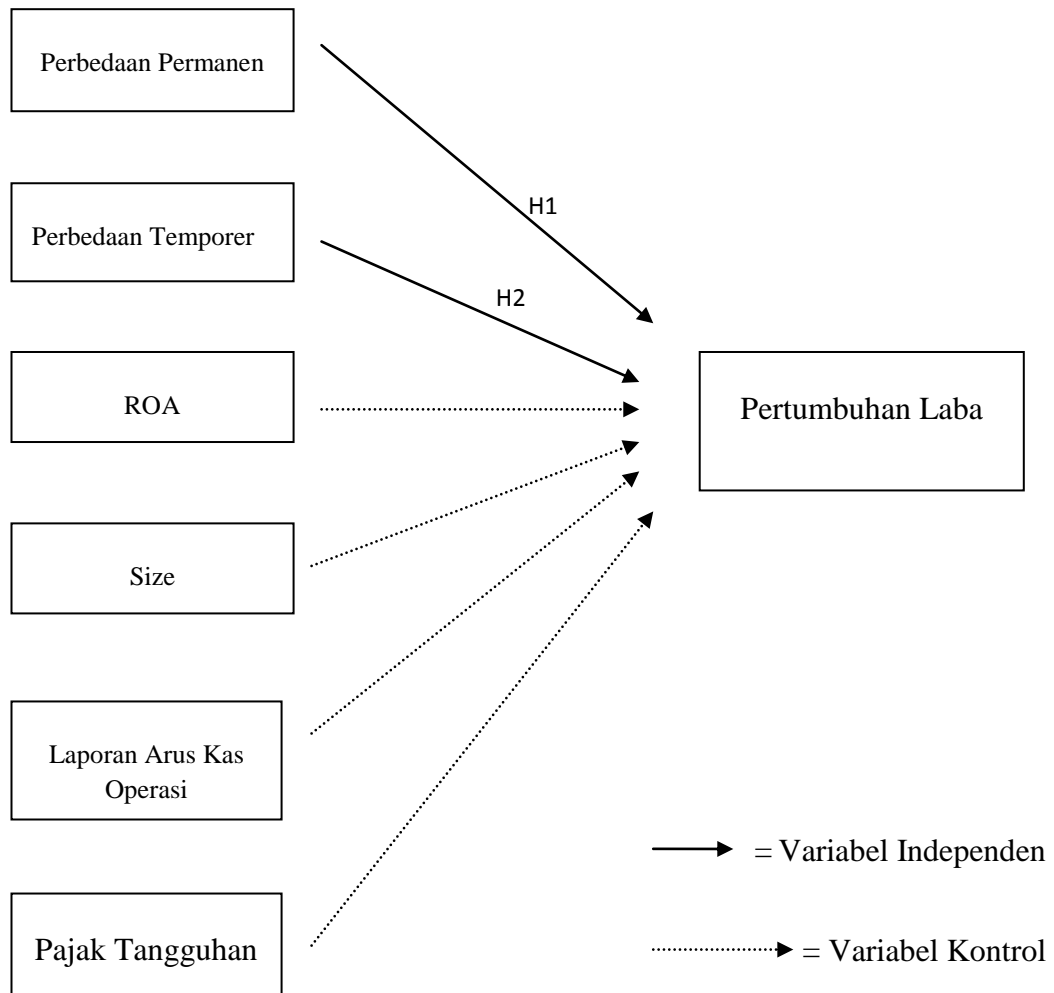 Perbedaan Permanen
H1
Perbedaan Temporer
H2
ROA
Pertumbuhan Laba
Size
Laporan Arus Kas
Operasi
= Variabel Independen
Pajak Tangguhan
= Variabel Kontrol